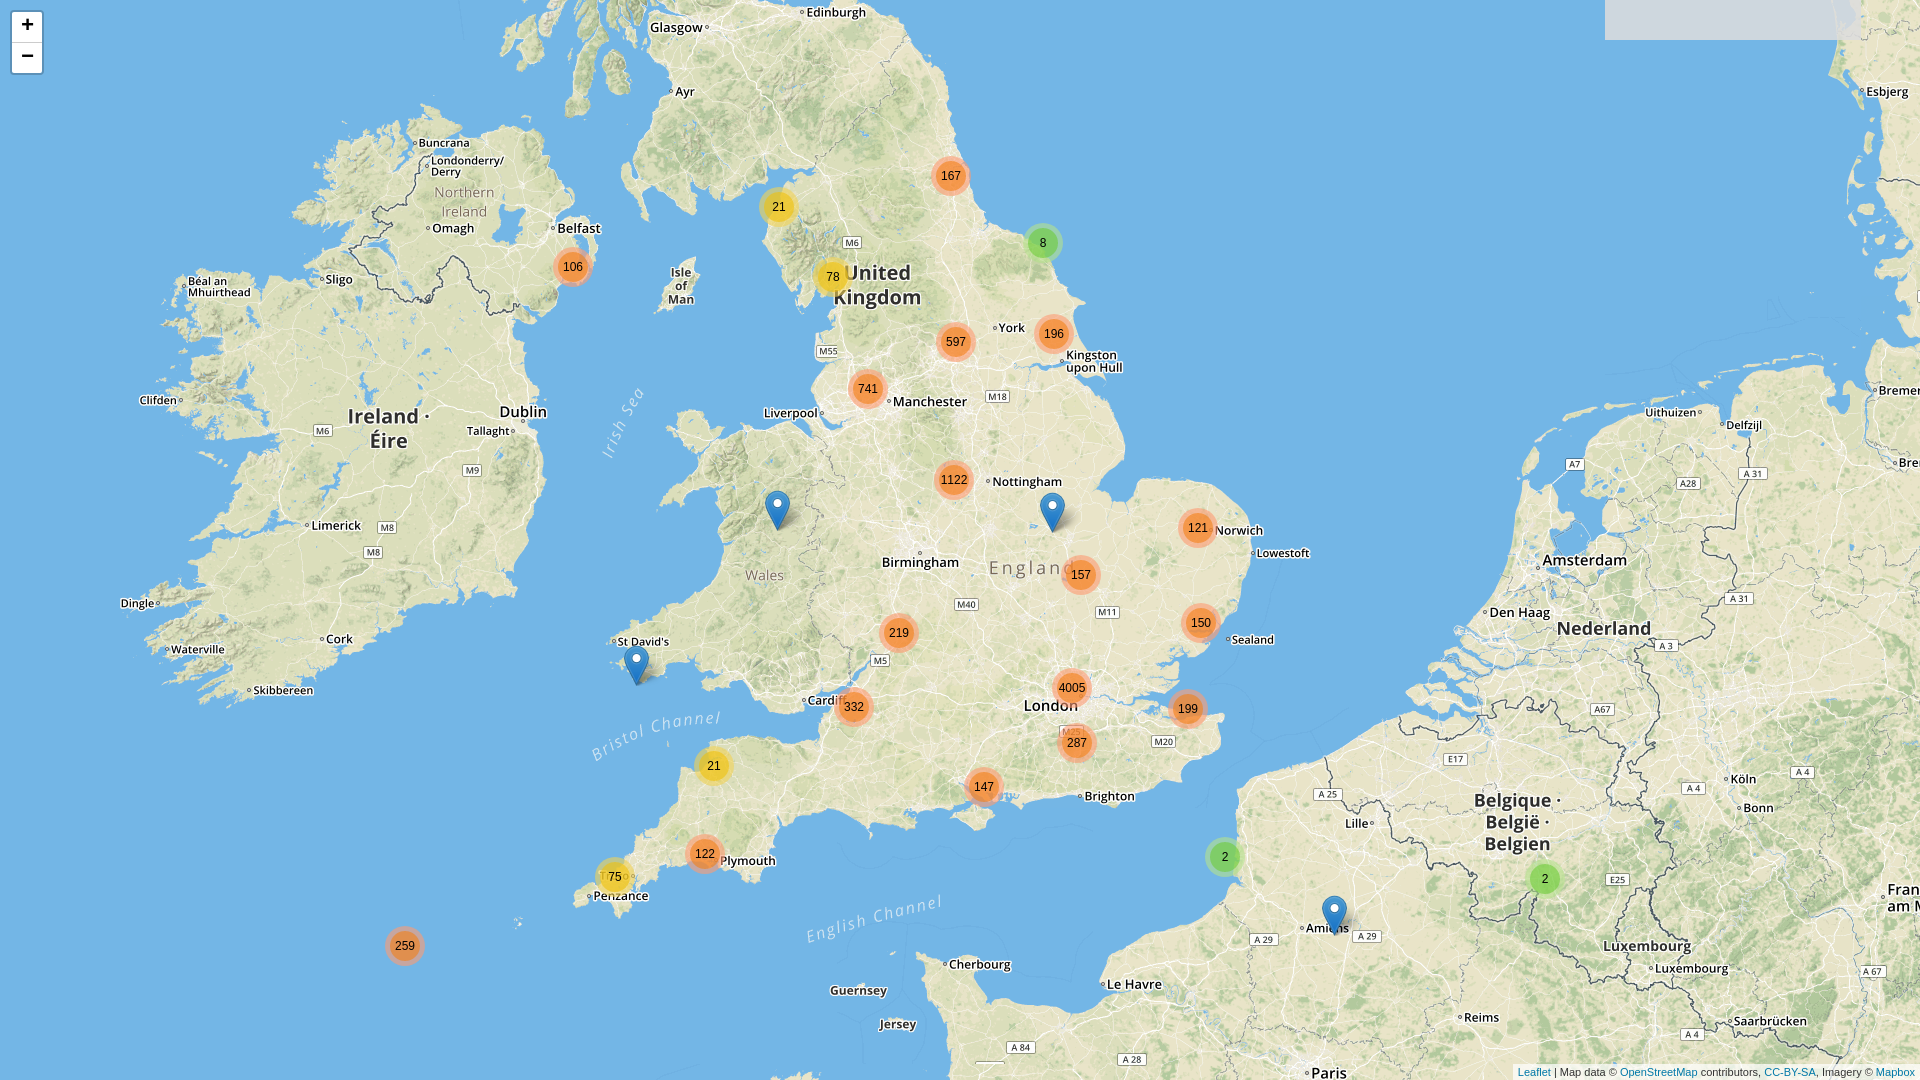 +
−
Edinburgh
Glasgow
Ayr
Esbjerg
Buncrana
Londonderry/
Derry
Northern
Ireland
Omagh
Belfast
167
21
8
M6
106
78
United
Kingdom
Isle
of
Man
Sligo
Béal an
Mhuirthead
York
196
597
Kingston
upon Hull
M55
741
Manchester
M18
Liverpool
Irish Sea
Clifden
Ireland ·
Éire
Dublin
Tallaght
M6
M9
Uithuizen
Delfzijl
A7
A 31
A28
1122
Nottingham
Limerick
M8
M8
121
Norwich
Lowestoft
Birmingham
England
157
Wales
Amsterdam
Den Haag
Nederland
A 31
A 3
Dingle
M40
M11
150
Sealand
219
Cork
Waterville
St David's
M5
Skibbereen
4005
London
Cardiff
332
199
A67
Bristol Channel
M25
287
M20
E17
21
147
Brighton
A 25
Lille
Köln
A 4
A 4
Bonn
Belgique ·
België ·
Belgien
122
Plymouth
2
2
E25
75
Penzance
English Channel
259
Amiens
A 29
A 29
Luxembourg
Luxembourg
A 67
Cherbourg
Le Havre
Guernsey
Jersey
Reims
Saarbrücken
A 84
A 28
A 4
Paris
Leaflet | Map data © OpenStreetMap contributors, CC-BY-SA, Imagery © Mapbox